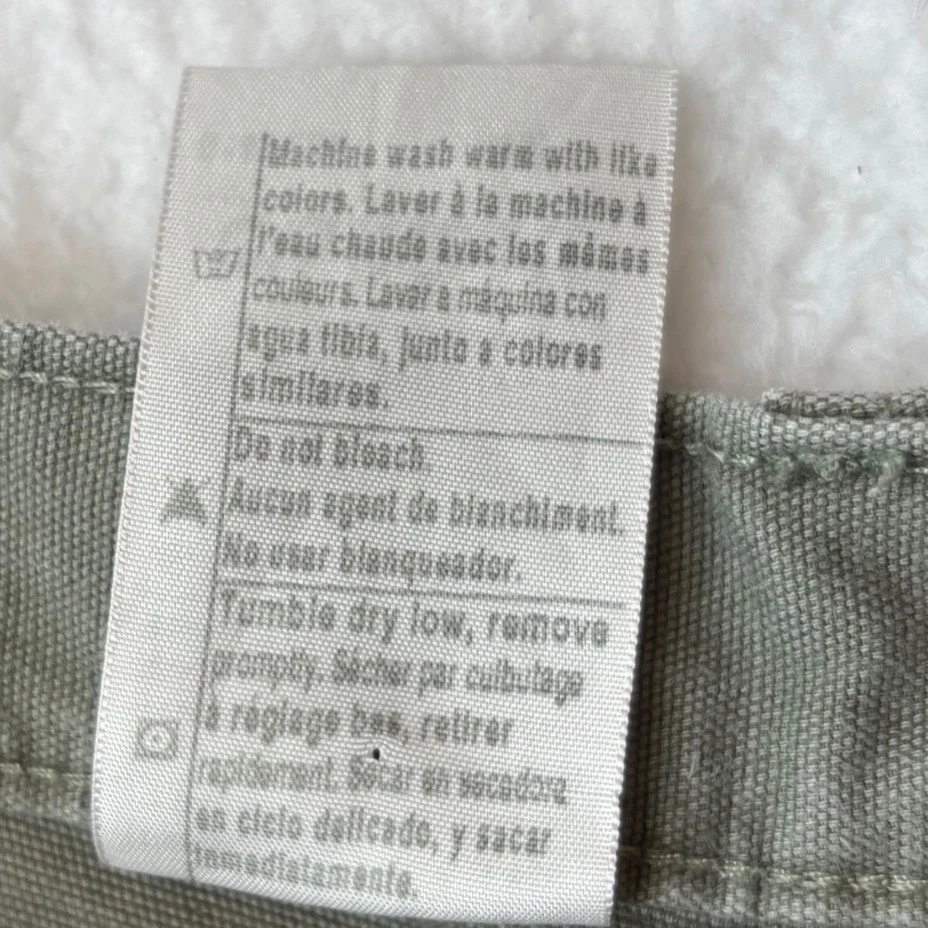 Machine wash warm with like
colors. Laver à la machine à
l'eau chaude avec les mêmes
couleurs. Lavar a máquina con
agua tibia, junto a colores
similares.
Do not bleach.
Aucun agent de blanchiment.
No usar blanqueador.
Tumble dry low, remove
promptly. Sécher par culbutage
à reglage bas, retirer
rapidement. Secar en secadora
en ciclo delicado, y sacar
inmediatamente.